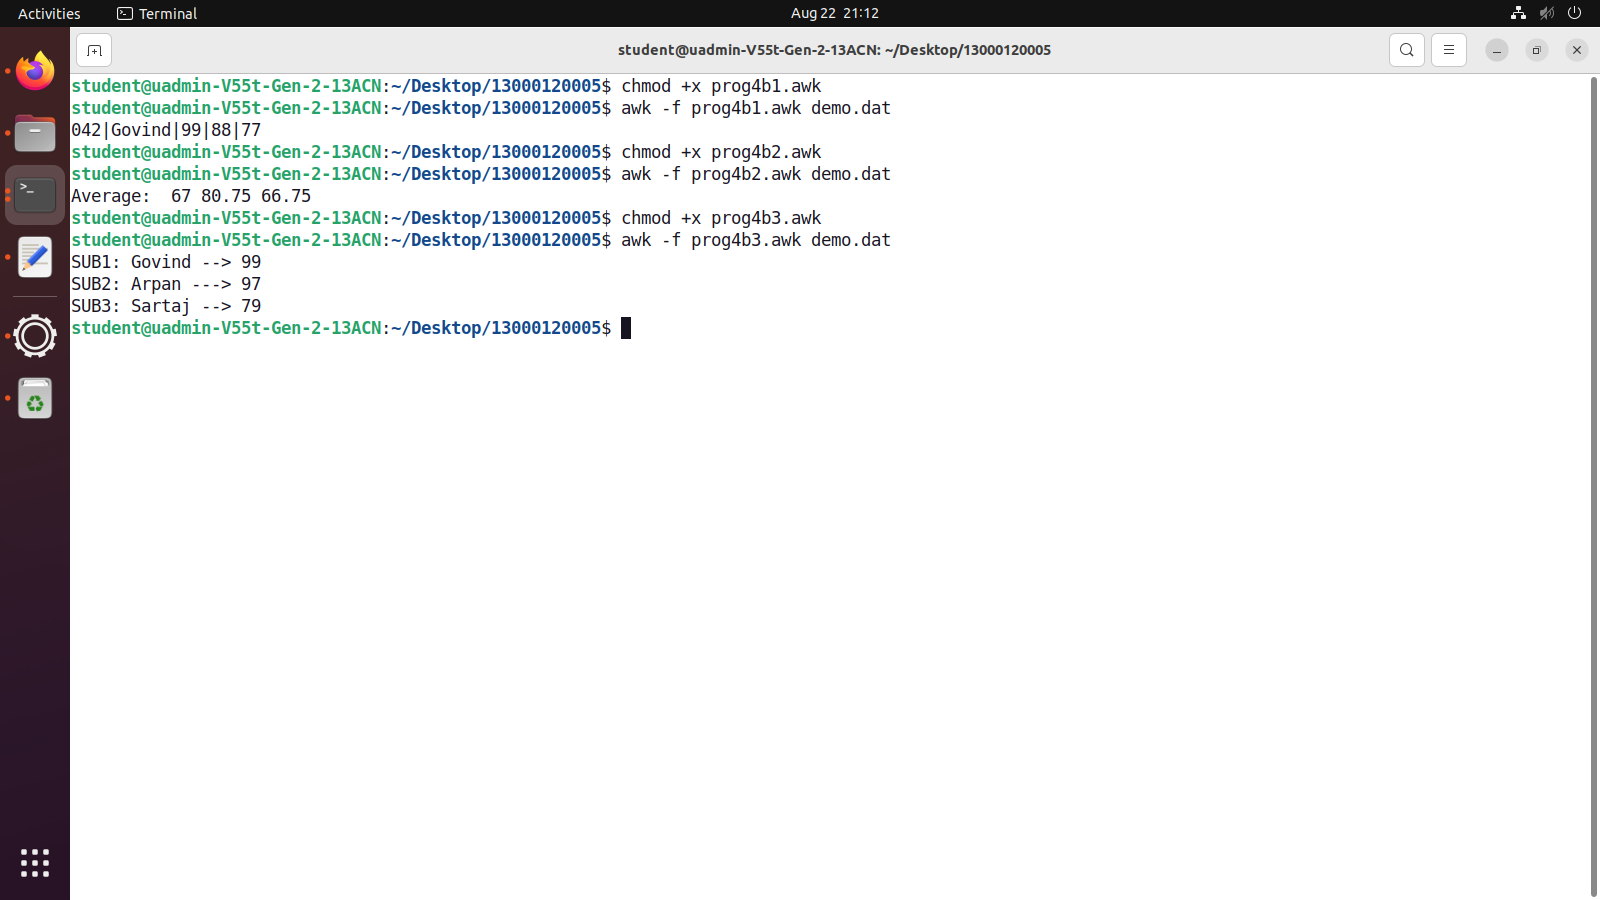 Activities
Terminal
Aug 22 21:12
student@uadmin-V55t-Gen-2-13ACN: ~/Desktop/13000120005
student@uadmin-V55t-Gen-2-13ACN:~/Desktop/13000120005$ chmod +x prog4b1.awk
student@uadmin-V55t-Gen-2-13ACN:~/Desktop/13000120005$ awk -f prog4b1.awk demo.dat
042|Govind|99|88|77
student@uadmin-V55t-Gen-2-13ACN:~/Desktop/13000120005$ chmod +x prog4b2.awk
student@uadmin-V55t-Gen-2-13ACN:~/Desktop/13000120005$ awk -f prog4b2.awk demo.dat
Average:  67 80.75 66.75
student@uadmin-V55t-Gen-2-13ACN:~/Desktop/13000120005$ chmod +x prog4b3.awk
student@uadmin-V55t-Gen-2-13ACN:~/Desktop/13000120005$ awk -f prog4b3.awk demo.dat
SUB1: Govind --> 99
SUB2: Arpan ---> 97
SUB3: Sartaj --> 79
student@uadmin-V55t-Gen-2-13ACN:~/Desktop/13000120005$